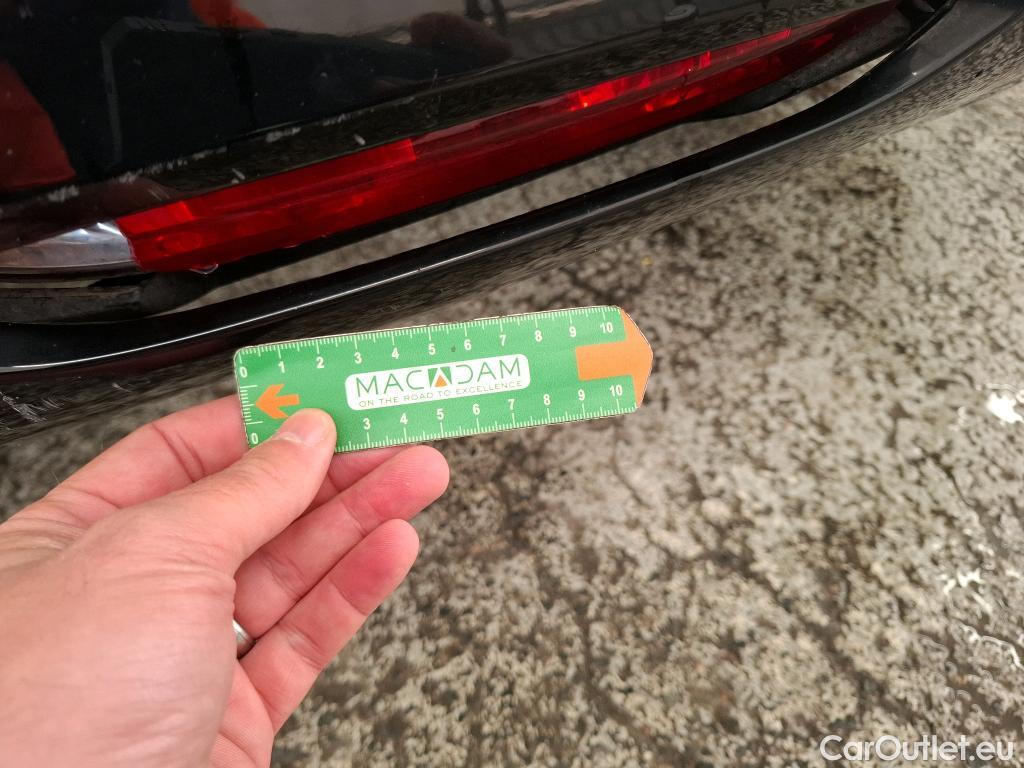 0 1 2 3 4 5 6 7 8 9 10
MACADAM
ON THE ROAD TO EXCELLENCE
0 3 4 5 6 7 8 9 10
CarOutlet.eu